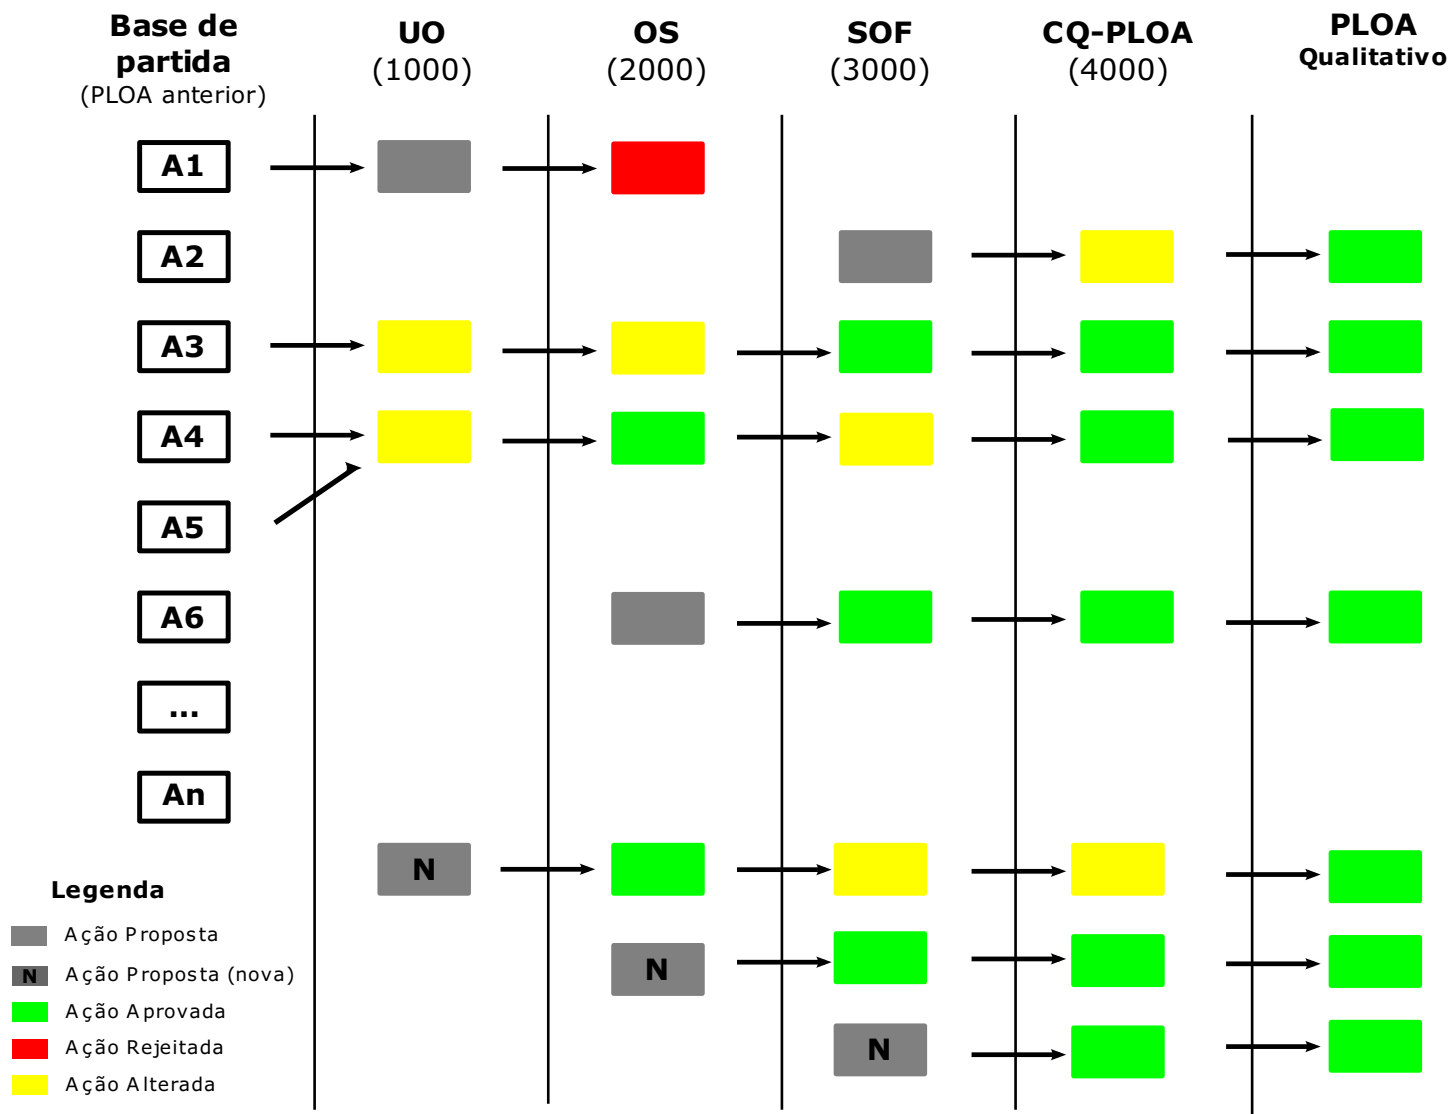 Base de
partida
(PLOA anterior)
UO
(1000)
OS
(2000)
SOF
(3000)
CQ-PLOA
(4000)
PLOA
Qualitativo
A1
A2
A3
A4
A5
A6
...
An
N
N
N
Legenda
Ação Proposta
N Ação Proposta (nova)
Ação Aprovada
Ação Rejeitada
Ação Alterada